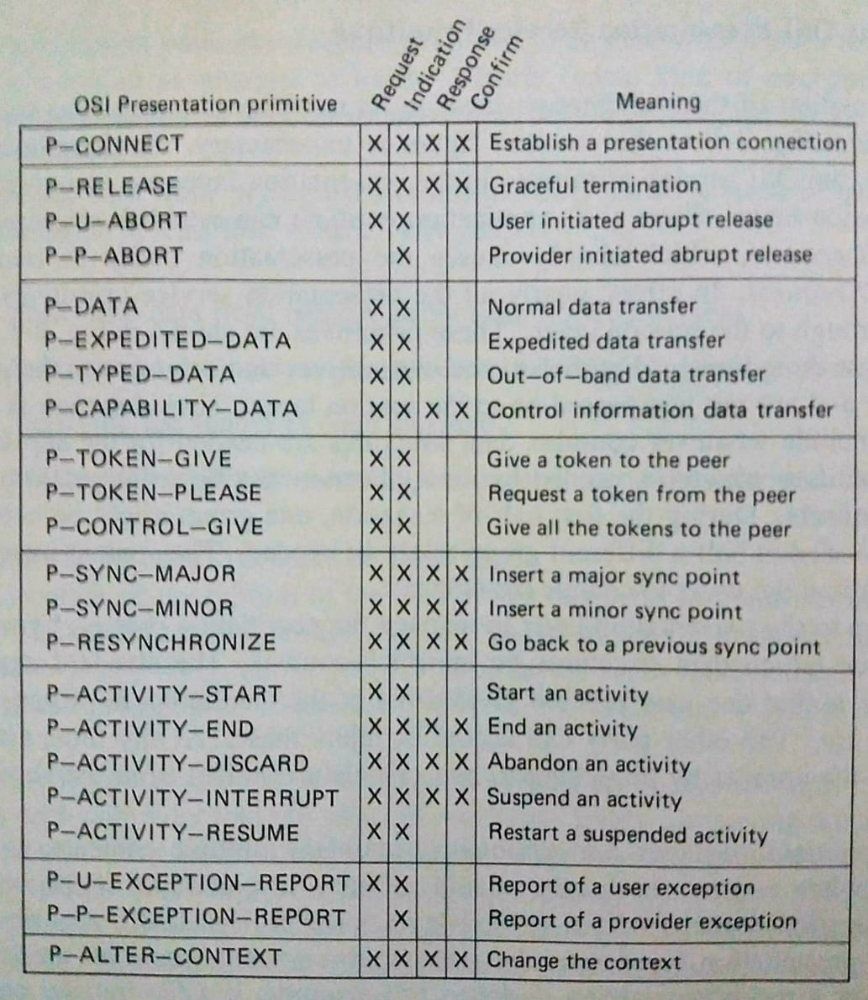 OSI Presentation primitive Request Indication Response Confirm Meaning
P–CONNECT X X X X Establish a presentation connection
P–RELEASE X X X X Graceful termination
P–U–ABORT X X User initiated abrupt release
P–P–ABORT X Provider initiated abrupt release
P–DATA X X Normal data transfer
P–EXPEDITED–DATA X X Expedited data transfer
P–TYPED–DATA X X Out–of–band data transfer
P–CAPABILITY–DATA X X X X Control information data transfer
P–TOKEN–GIVE X X Give a token to the peer
P–TOKEN–PLEASE X X Request a token from the peer
P–CONTROL–GIVE X X Give all the tokens to the peer
P–SYNC–MAJOR X X X X Insert a major sync point
P–SYNC–MINOR X X X X Insert a minor sync point
P–RESYNCHRONIZE X X X X Go back to a previous sync point
P–ACTIVITY–START X X Start an activity
P–ACTIVITY–END X X X X End an activity
P–ACTIVITY–DISCARD X X X X Abandon an activity
P–ACTIVITY–INTERRUPT X X X X Suspend an activity
P–ACTIVITY–RESUME X X Restart a suspended activity
P–U–EXCEPTION–REPORT X X Report of a user exception
P–P–EXCEPTION–REPORT X Report of a provider exception
P–ALTER–CONTEXT X X X X Change the context